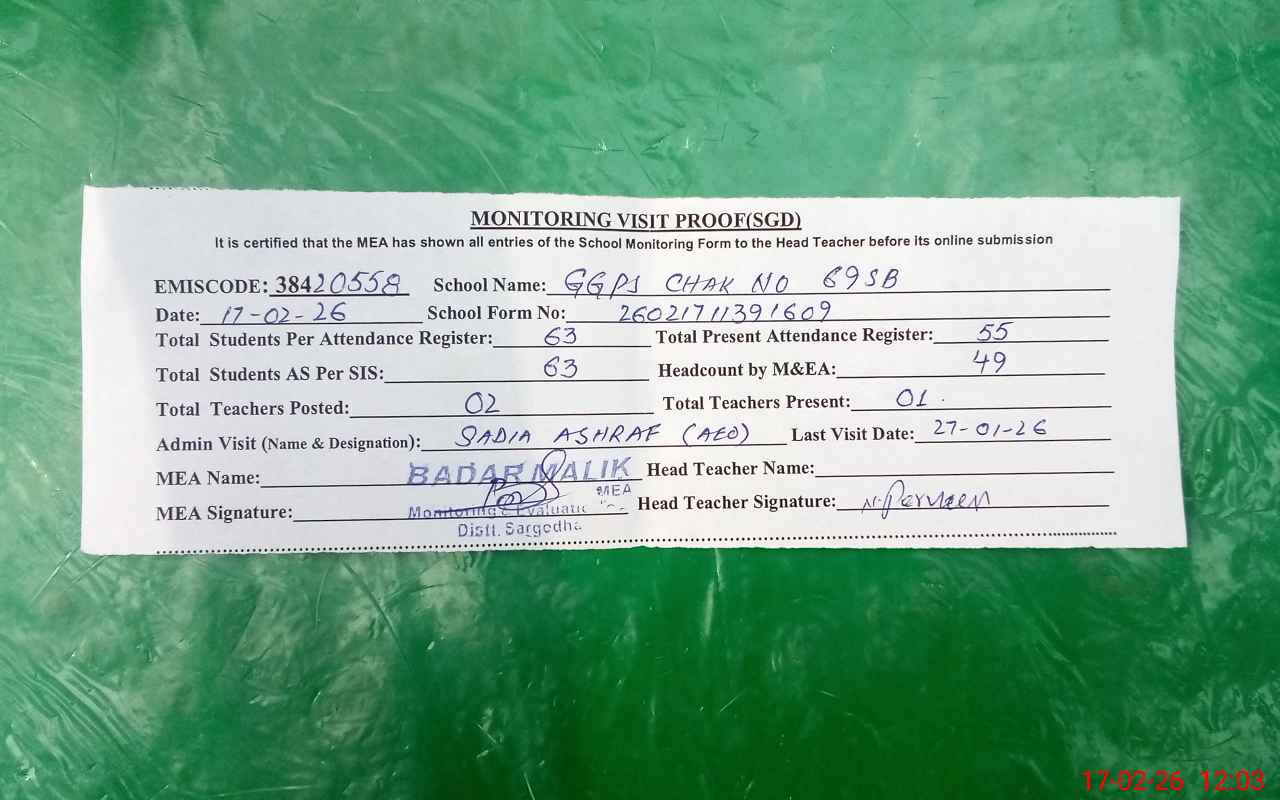 MONITORING VISIT PROOF(SGD)
It is certified that the MEA has shown all entries of the School Monitoring Form to the Head Teacher before its online submission
EMISCODE: 38420558 School Name: GGPS CHAK NO 69SB
Date: 17-02-26 School Form No: 26021711391609
Total Students Per Attendance Register: 63 Total Present Attendance Register: 55
Total Students AS Per SIS: 63 Headcount by M&EA: 49
Total Teachers Posted: 02 Total Teachers Present: 01.
Admin Visit (Name & Designation): SADIA ASHRAF (AEO) Last Visit Date: 27-01-26
MEA Name: BADAR MALIK Head Teacher Name:
MEA
MEA Signature: Monitoring & Head Teacher Signature: N.Perveen
Distt. Sargodha
17-02-26 12:03